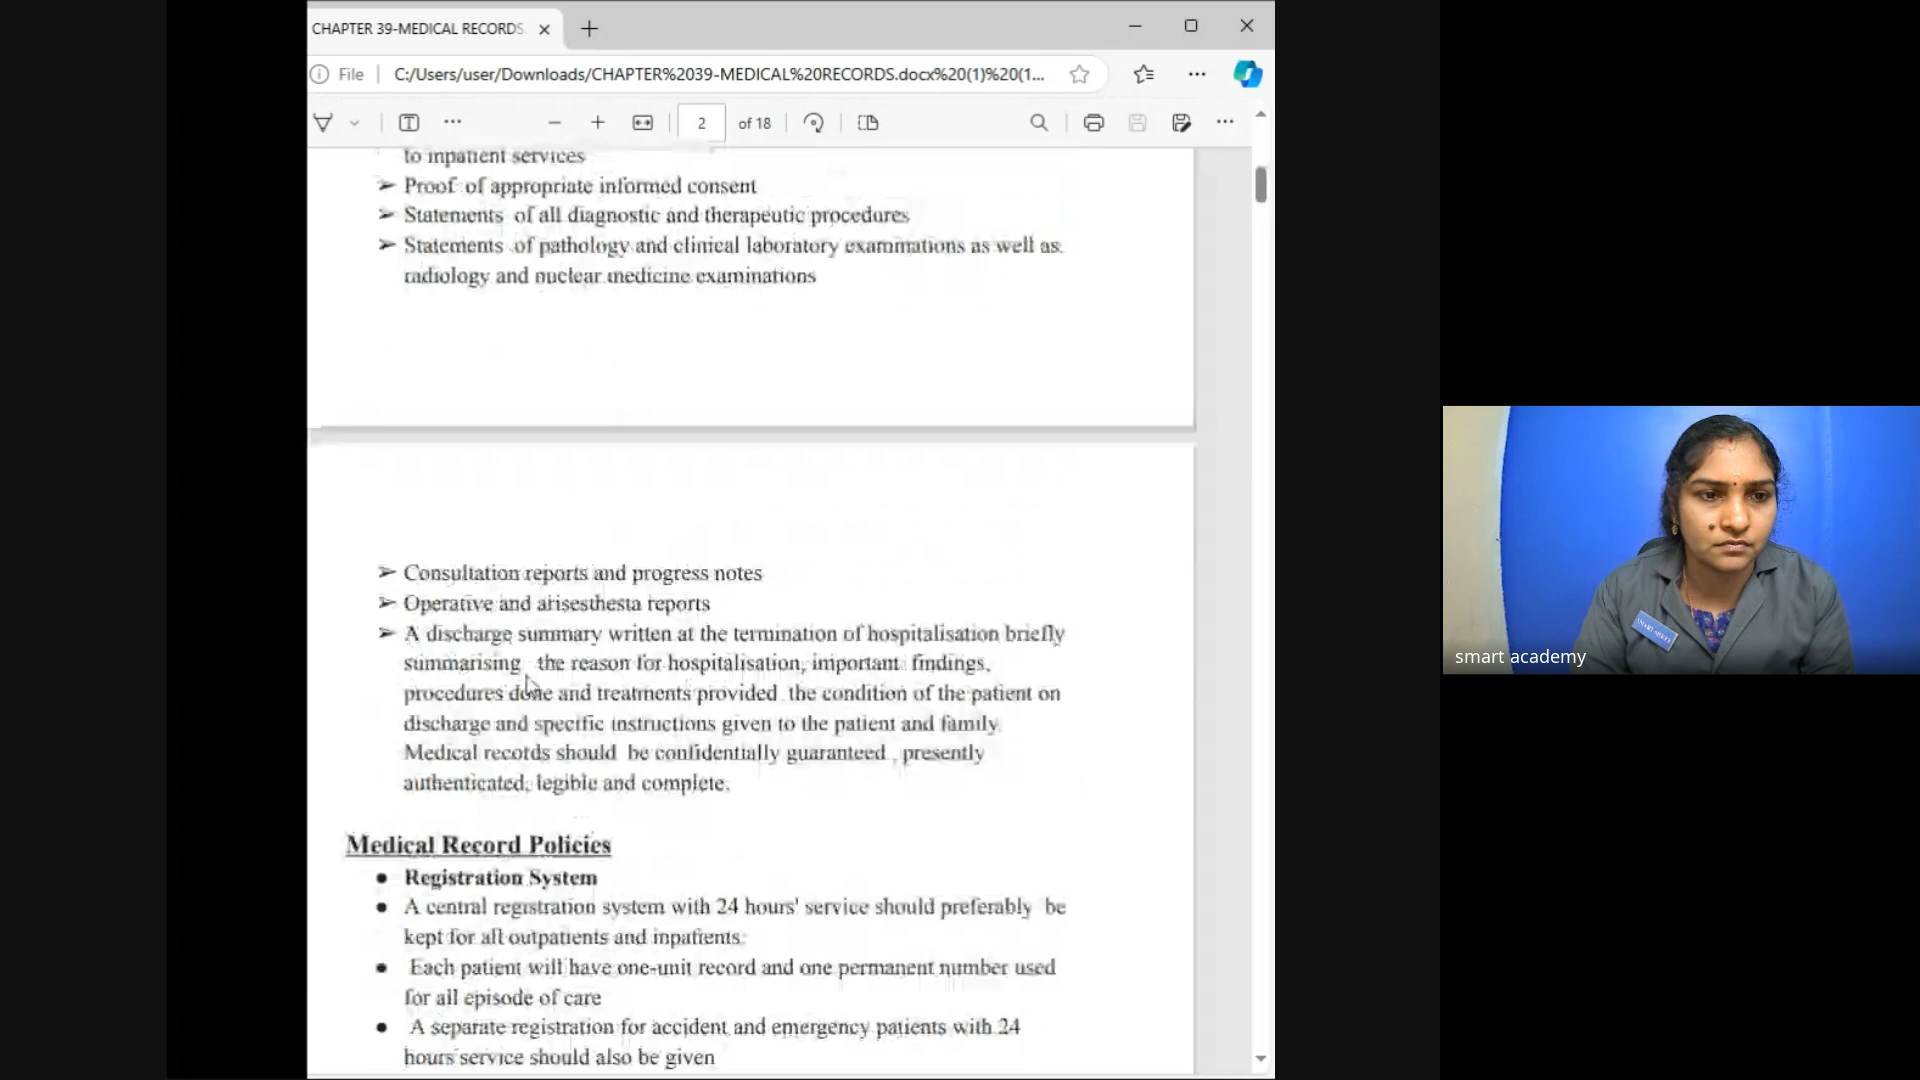 CHAPTER 39-MEDICAL RECORDS
File
C:/Users/user/Downloads/CHAPTER%2039-MEDICAL%20RECORDS.docx%20(1)%20(1...
2 of 18
to inpatient services
➢ Proof of appropriate informed consent
➢ Statements of all diagnostic and therapeutic procedures
➢ Statements of pathology and clinical laboratory examinations as well as
radiology and nuclear medicine examinations
➢ Consultation reports and progress notes
➢ Operative and arisesthesta reports
➢ A discharge summary written at the termination of hospitalisation briefly
summarising the reason for hospitalisation, important findings,
procedures done and treatments provided the condition of the patient on
discharge and specific instructions given to the patient and family.
Medical records should be confidentially guaranteed , presently
authenticated, legible and complete.
Medical Record Policies
● Registration System
● A central registration system with 24 hours' service should preferably be
kept for all outpatients and inpatients.
● Each patient will have one-unit record and one permanent number used
for all episode of care
● A separate registration for accident and emergency patients with 24
hours'service should also be given
smart academy